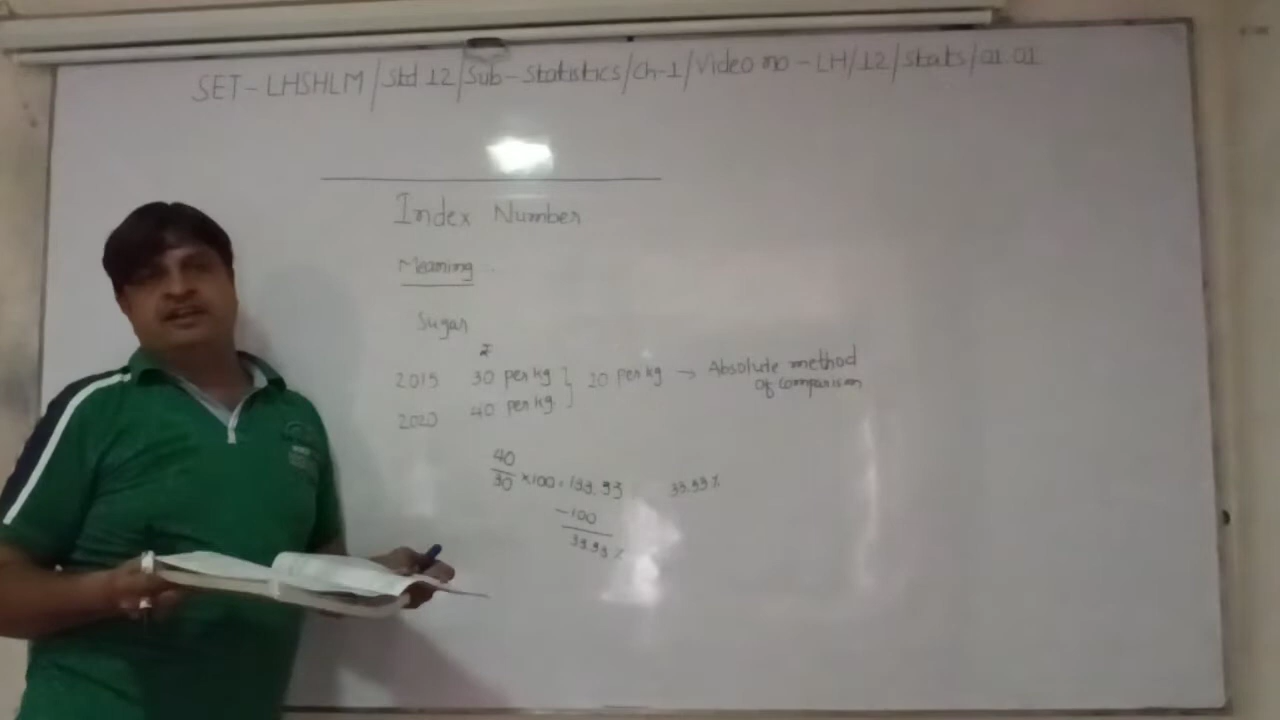 SET-LHSHLM/Std 12/Sub-Statistics/Ch-1/Video no-LH/12/Stats/01.01
Index Number
Meaning
Sugar
₹
2015 30 per kg } 10 per kg → Absolute method of comparison
2020 40 per kg
40/30 ×100 = 133.33 33.33%
-100
33.33%